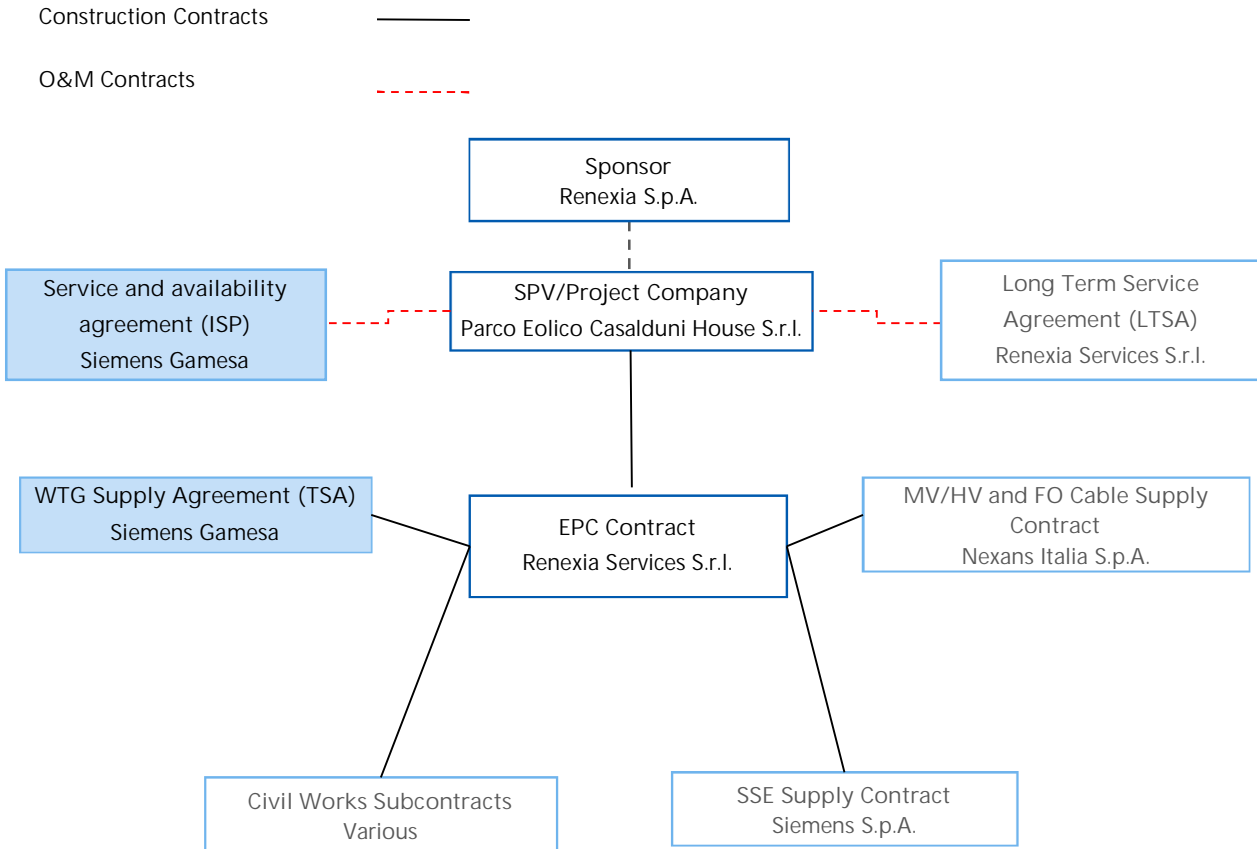 Construction Contracts
O&M Contracts
Sponsor
Renexia S.p.A.
Service and availability
agreement (ISP)
Siemens Gamesa
SPV/Project Company
Parco Eolico Casalduni House S.r.l.
Long Term Service
Agreement (LTSA)
Renexia Services S.r.l.
WTG Supply Agreement (TSA)
Siemens Gamesa
EPC Contract
Renexia Services S.r.l.
MV/HV and FO Cable Supply
Contract
Nexans Italia S.p.A.
Civil Works Subcontracts
Various
SSE Supply Contract
Siemens S.p.A.